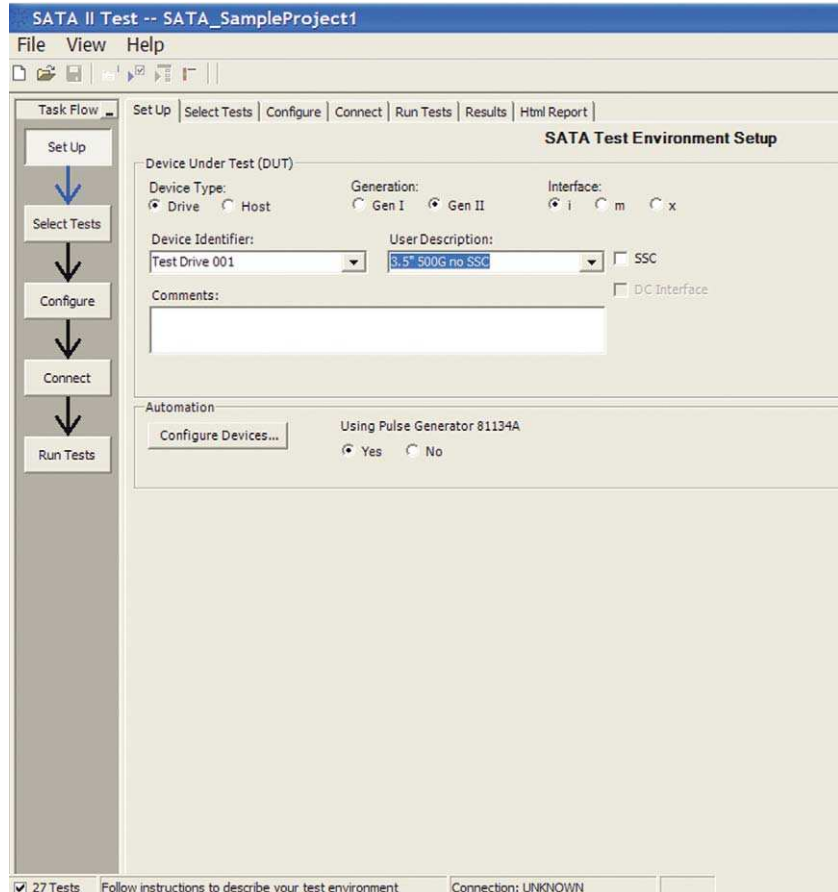 SATA II Test -- SATA_SampleProject1
File View Help
Task Flow
Set Up
Select Tests
Configure
Connect
Run Tests
Set Up Select Tests Configure Connect Run Tests Results Html Report
SATA Test Environment Setup
Device Under Test (DUT)
Device Type: Generation: Interface:
Drive Host Gen I Gen II i m x
Device Identifier: User Description:
Test Drive 001 3.5" 500G no SSC SSC
DC Interface
Comments:
Automation
Configure Devices... Using Pulse Generator 81134A
Yes No
27 Tests Follow instructions to describe your test environment Connection: UNKNOWN